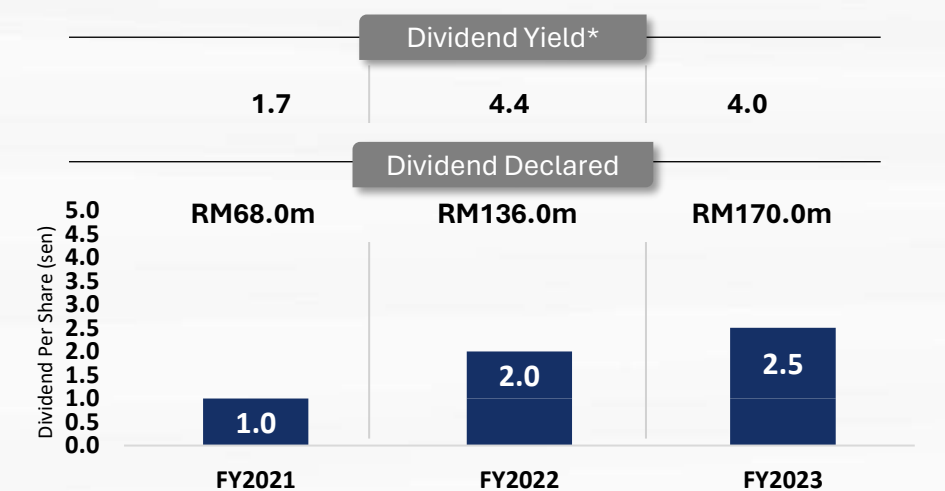 Dividend Yield*
1.7 4.4 4.0
Dividend Declared
RM68.0m RM136.0m RM170.0m
Dividend Per Share (sen)
5.0
4.5
4.0
3.5
3.0
2.5
2.0
1.5
1.0
0.5
0.0
1.0 2.0 2.5
FY2021 FY2022 FY2023